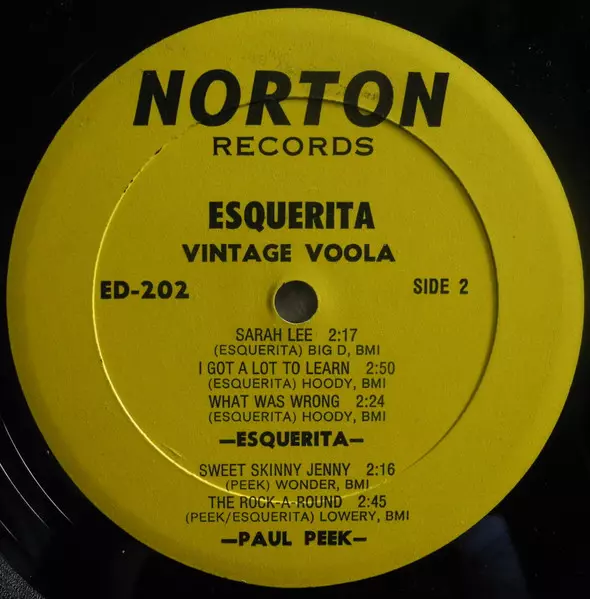 NORTON
RECORDS
ESQUERITA
VINTAGE VOOLA
ED-202 SIDE 2
SARAH LEE 2:17
(ESQUERITA) BIG D, BMI
I GOT A LOT TO LEARN 2:50
(ESQUERITA) HOODY, BMI
WHAT WAS WRONG 2:24
(ESQUERITA) HOODY, BMI
—ESQUERITA—
SWEET SKINNY JENNY 2:16
(PEEK) WONDER, BMI
THE ROCK-A-ROUND 2:45
(PEEK/ESQUERITA) LOWERY, BMI
—PAUL PEEK—